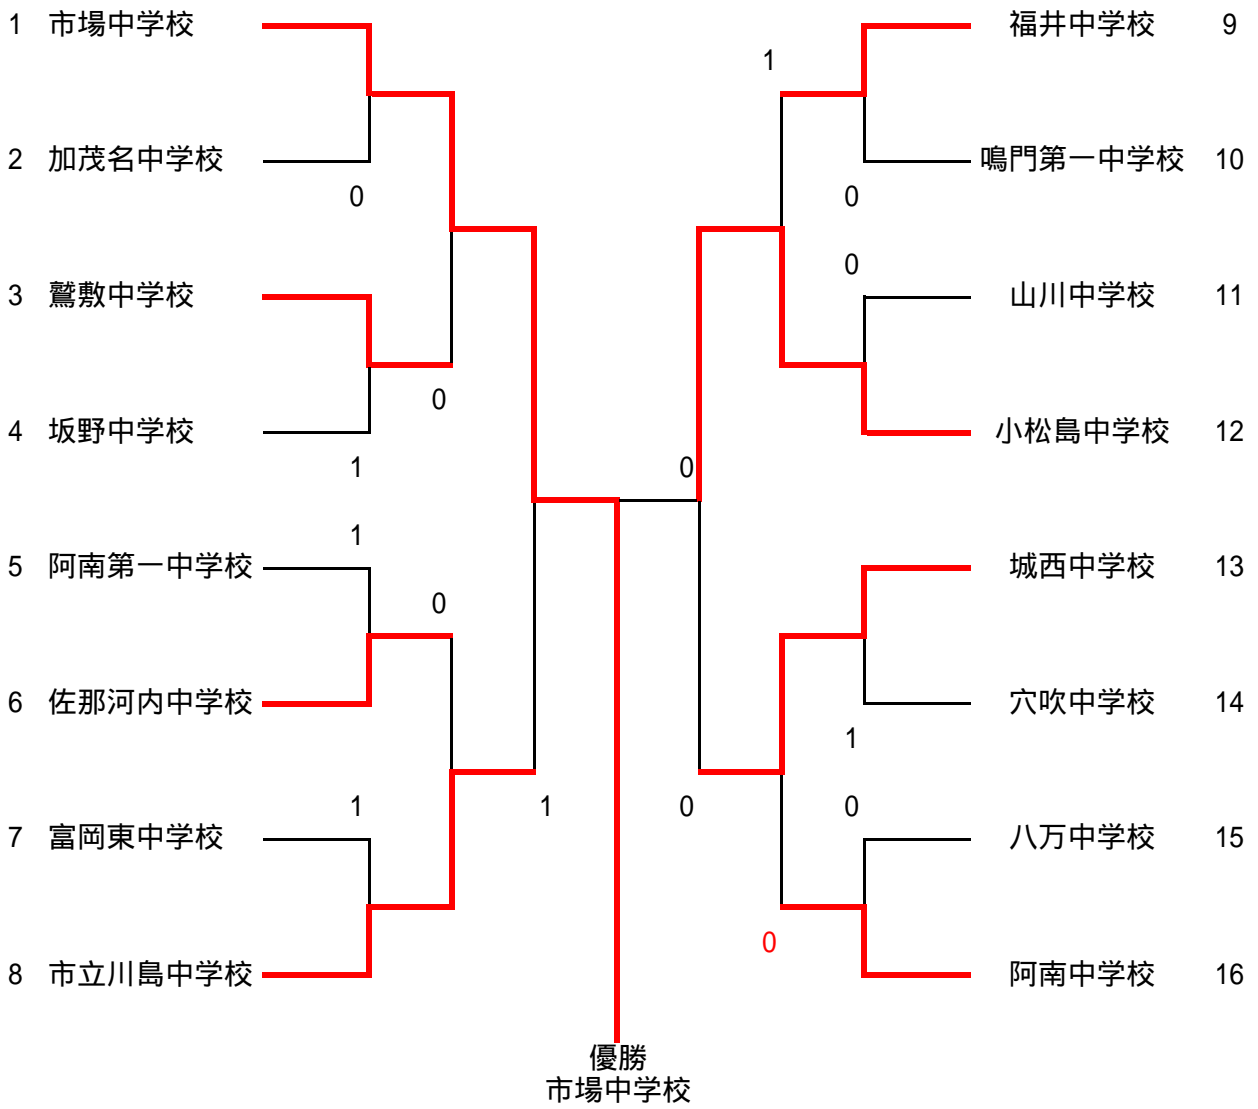 1 市場中学校
2 加茂名中学校
0
3 鷲敷中学校
0
4 坂野中学校
1
1
5 阿南第一中学校
0
6 佐那河内中学校
1
7 富岡東中学校
1
8 市立川島中学校
福井中学校 9
1
鳴門第一中学校 10
0
0
山川中学校 11
小松島中学校 12
0
城西中学校 13
穴吹中学校 14
1
0
0
八万中学校 15
0
阿南中学校 16
優勝
市場中学校